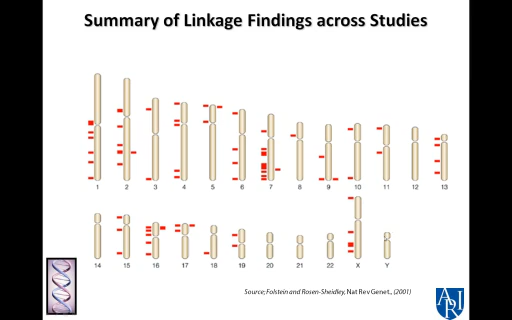 Summary of Linkage Findings across Studies
1 2 3 4 5 6 7 8 9 10 11 12 13
14 15 16 17 18 19 20 21 22 X Y
Source; Folstein and Rosen-Sheidley, Nat Rev Genet., (2001)
ADJR